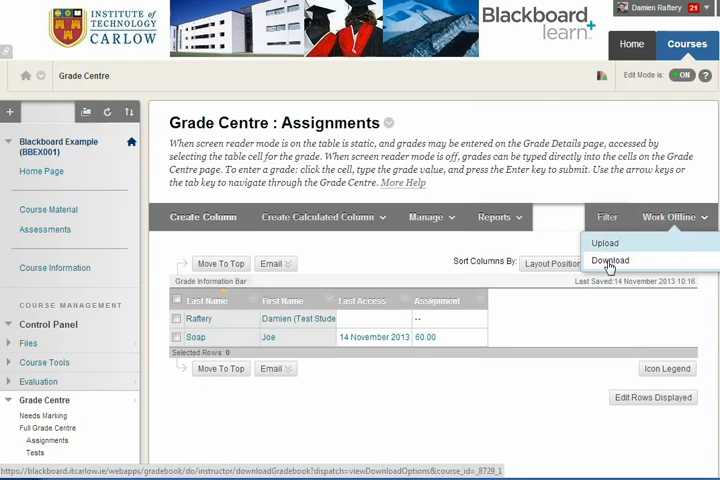 INSTITUTE of
TECHNOLOGY
CARLOW
Blackboard
learn+
Damien Raftery 21
Home
Courses
Grade Centre
Edit Mode is: ON ?
Blackboard Example
(BBEX001)
Home Page
Course Material
Assessments
Course Information
COURSE MANAGEMENT
Control Panel
Files
Course Tools
Evaluation
Grade Centre
Needs Marking
Full Grade Centre
Assignments
Tests
Grade Centre : Assignments
When screen reader mode is on the table is static, and grades may be entered on the Grade Details page, accessed by
selecting the table cell for the grade. When screen reader mode is off, grades can be typed directly into the cells on the Grade
Centre page. To enter a grade: click the cell, type the grade value, and press the Enter key to submit. Use the arrow keys or
the tab key to navigate through the Grade Centre. More Help
Create Column
Create Calculated Column
Manage
Reports
Filter
Work Offline
Upload
Download
Move To Top
Email
Sort Columns By:
Layout Position
Grade Information Bar
Last Saved:14 November 2013 10:16
Last Name First Name Last Access Assignment
Raftery Damien (Test Stude --
Soap Joe 14 November 2013 60.00
Selected Rows: 0
Move To Top
Email
Icon Legend
Edit Rows Displayed
https://blackboard.itcarlow.ie/webapps/gradebook/do/instructor/downloadGradebook?dispatch=viewDownloadOptions&course_id=_8729_1